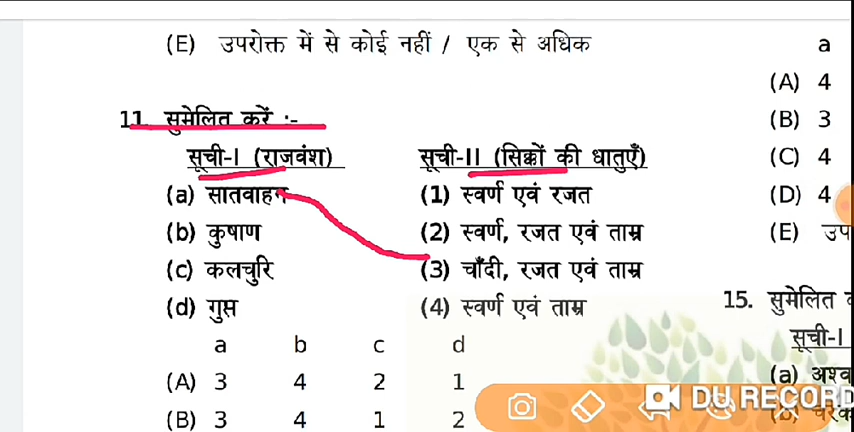 (E) उपरोक्त में से कोई नहीं / एक से अधिक
11. सुमेलित करें :-
सूची-I (राजवंश) सूची-II (सिक्कों की धातुएँ)
(a) सातवाहन (1) स्वर्ण एवं रजत
(b) कुषाण (2) स्वर्ण, रजत एवं ताम्र
(c) कलचुरि (3) चाँदी, रजत एवं ताम्र
(d) गुप्त (4) स्वर्ण एवं ताम्र
a b c d
(A) 3 4 2 1
(B) 3 4 1 2
a
(A) 4
(B) 3
(C) 4
(D) 4
(E) उप
15. सुमेलित
सूची-I
(a) अश्व
DU RECORD